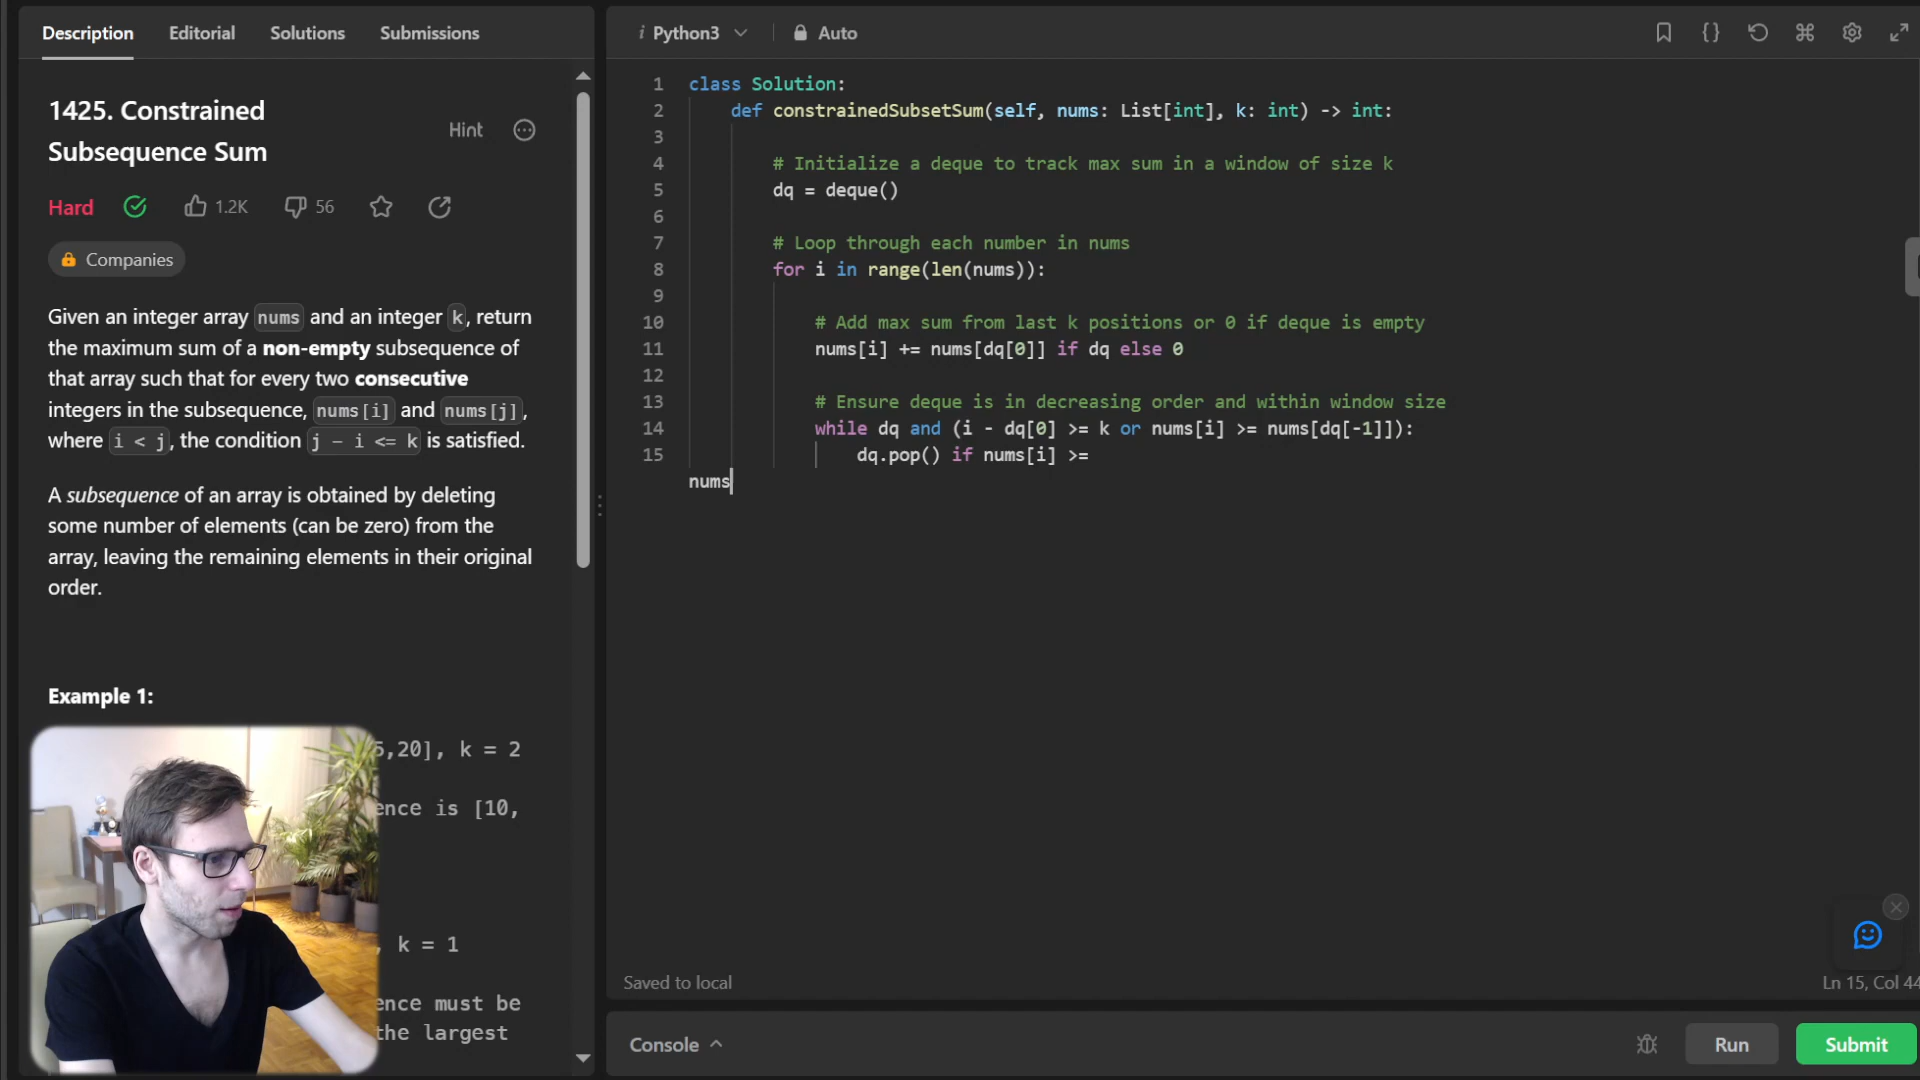 Description Editorial Solutions Submissions
1425. Constrained
Subsequence Sum
Hint
Hard 1.2K 56
Companies
Given an integer array nums and an integer k, return
the maximum sum of a non-empty subsequence of
that array such that for every two consecutive
integers in the subsequence, nums[i] and nums[j],
where i < j, the condition j - i <= k is satisfied.
A subsequence of an array is obtained by deleting
some number of elements (can be zero) from the
array, leaving the remaining elements in their original
order.
Example 1:
5,20], k = 2
ence is [10,
, k = 1
ence must be
the largest
i Python3 Auto
1 class Solution:
2 def constrainedSubsetSum(self, nums: List[int], k: int) -> int:
3
4 # Initialize a deque to track max sum in a window of size k
5 dq = deque()
6
7 # Loop through each number in nums
8 for i in range(len(nums)):
9
10 # Add max sum from last k positions or 0 if deque is empty
11 nums[i] += nums[dq[0]] if dq else 0
12
13 # Ensure deque is in decreasing order and within window size
14 while dq and (i - dq[0] >= k or nums[i] >= nums[dq[-1]]):
15 dq.pop() if nums[i] >=
nums
Saved to local
Ln 15, Col 44
Console
Run
Submit